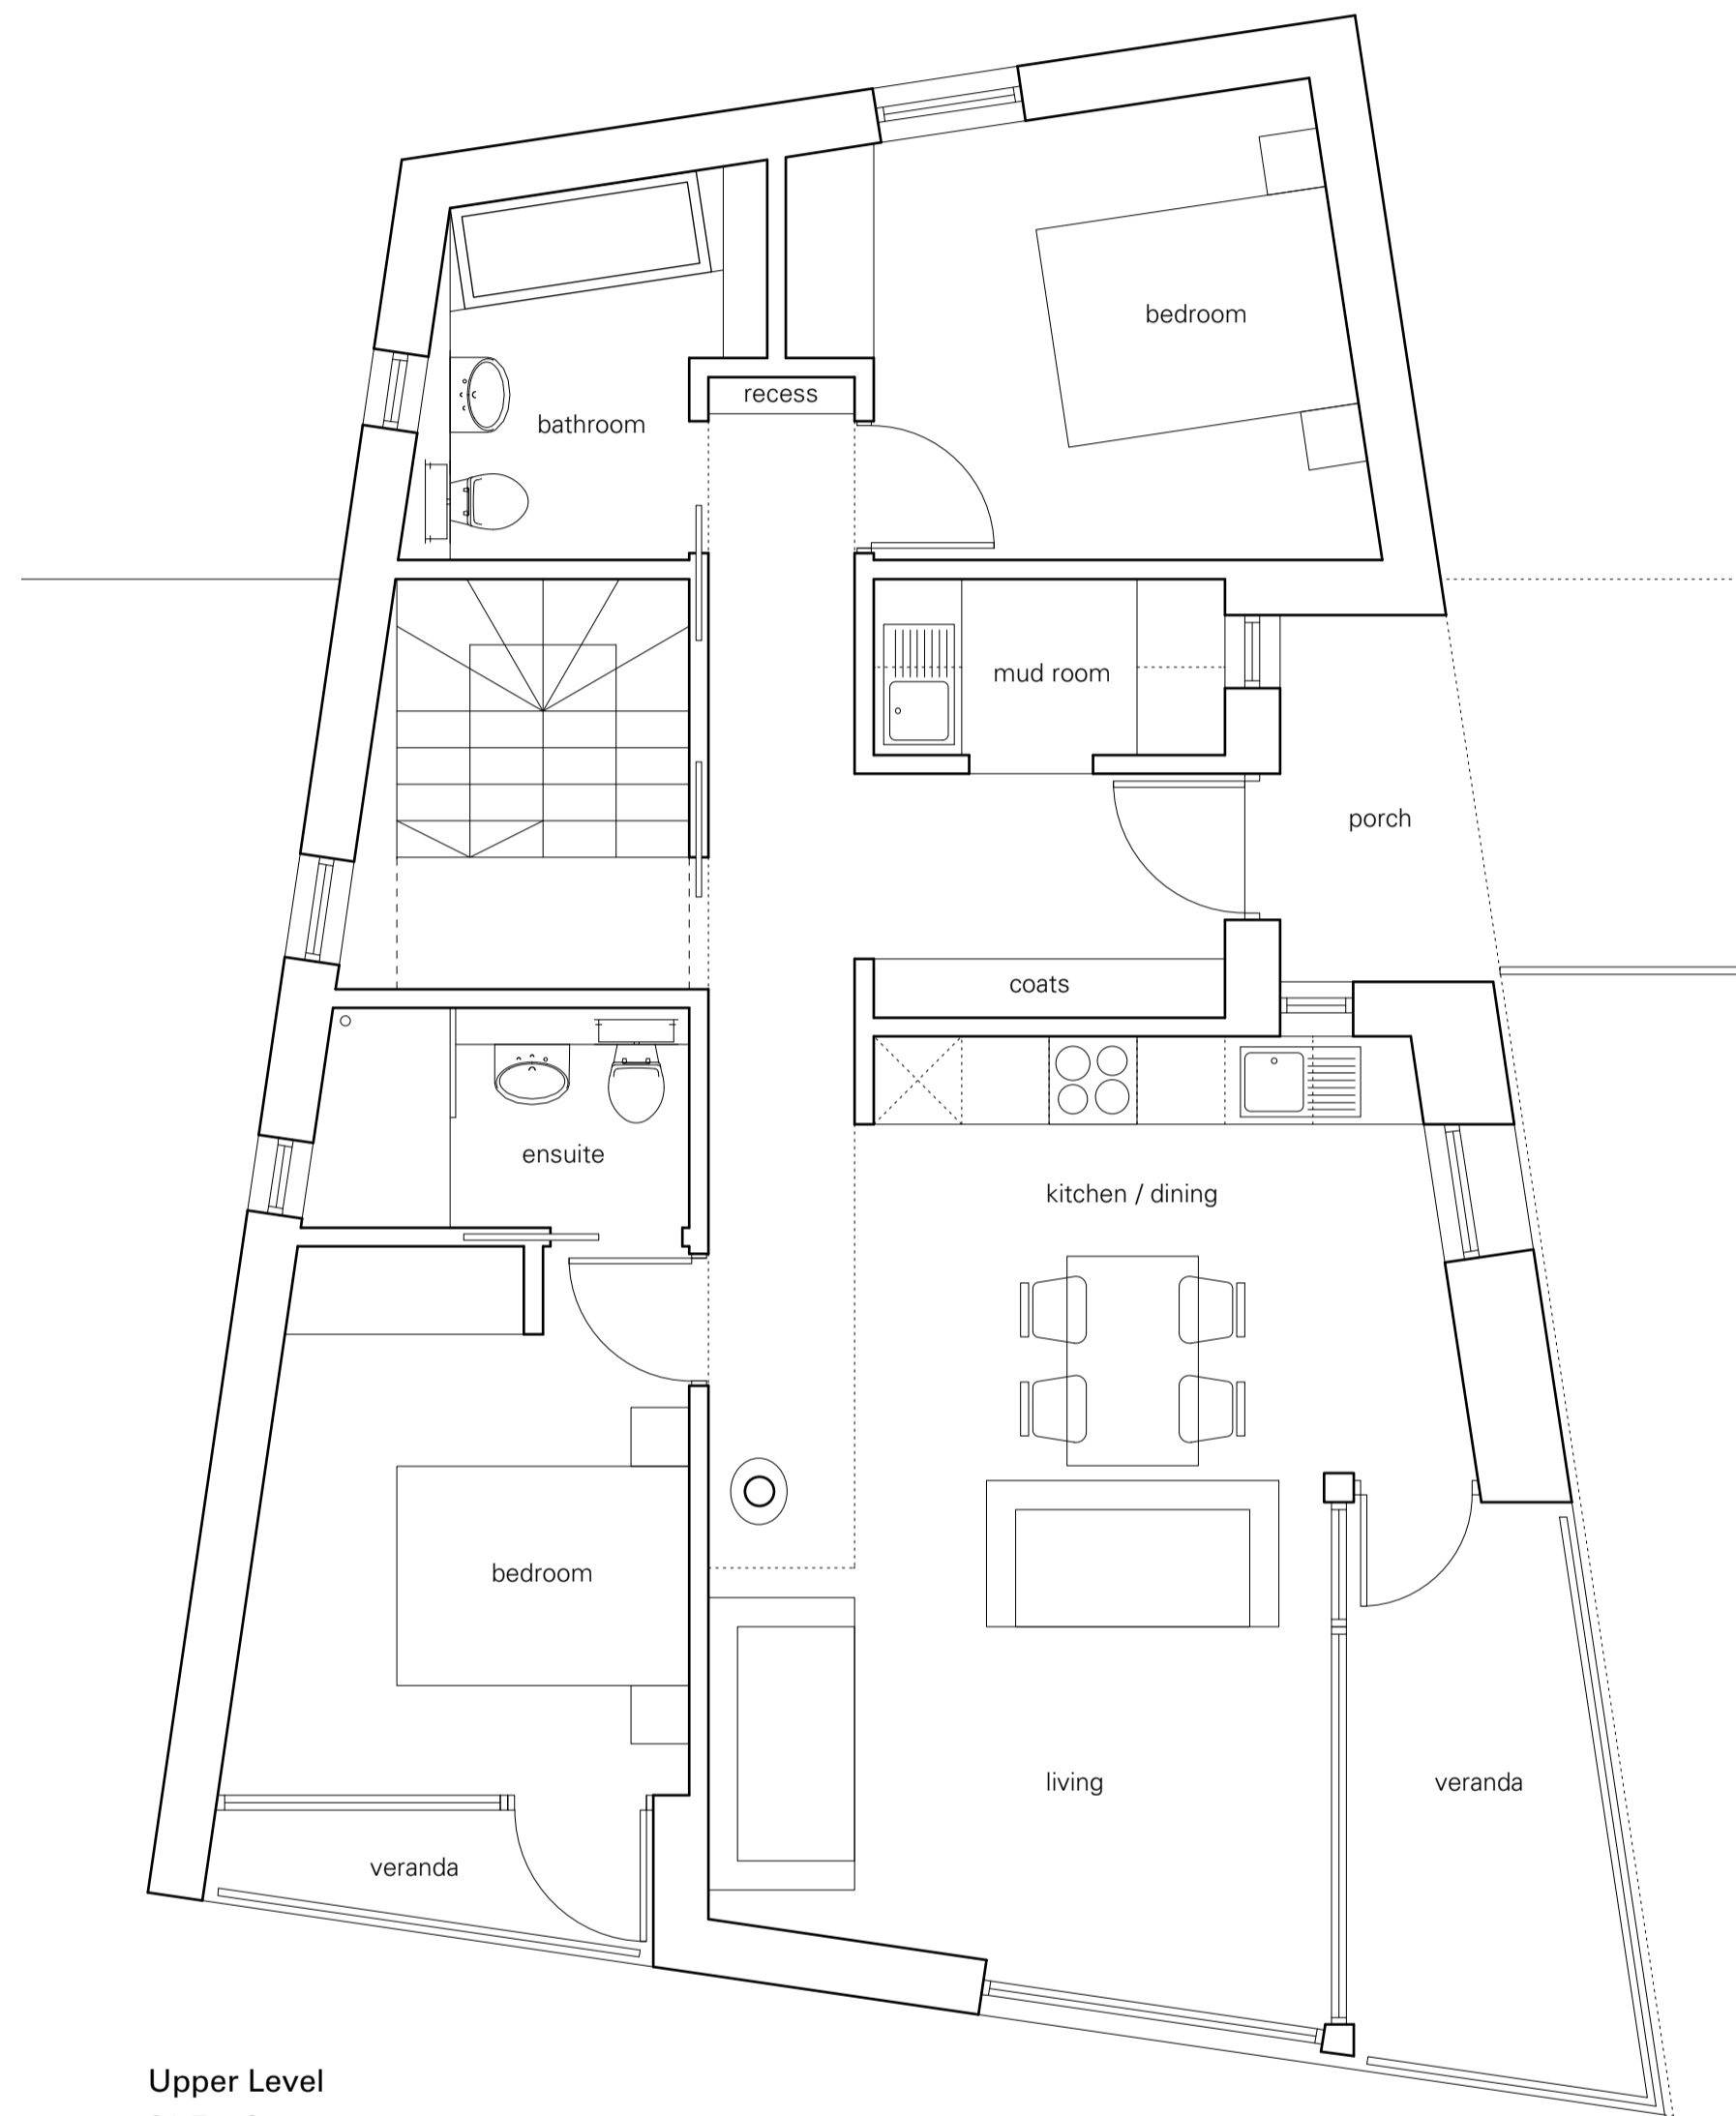 bedroom
recess
bathroom
mud room
porch
coats
ensuite
kitchen / dining
bedroom
living
veranda
veranda
Upper Level